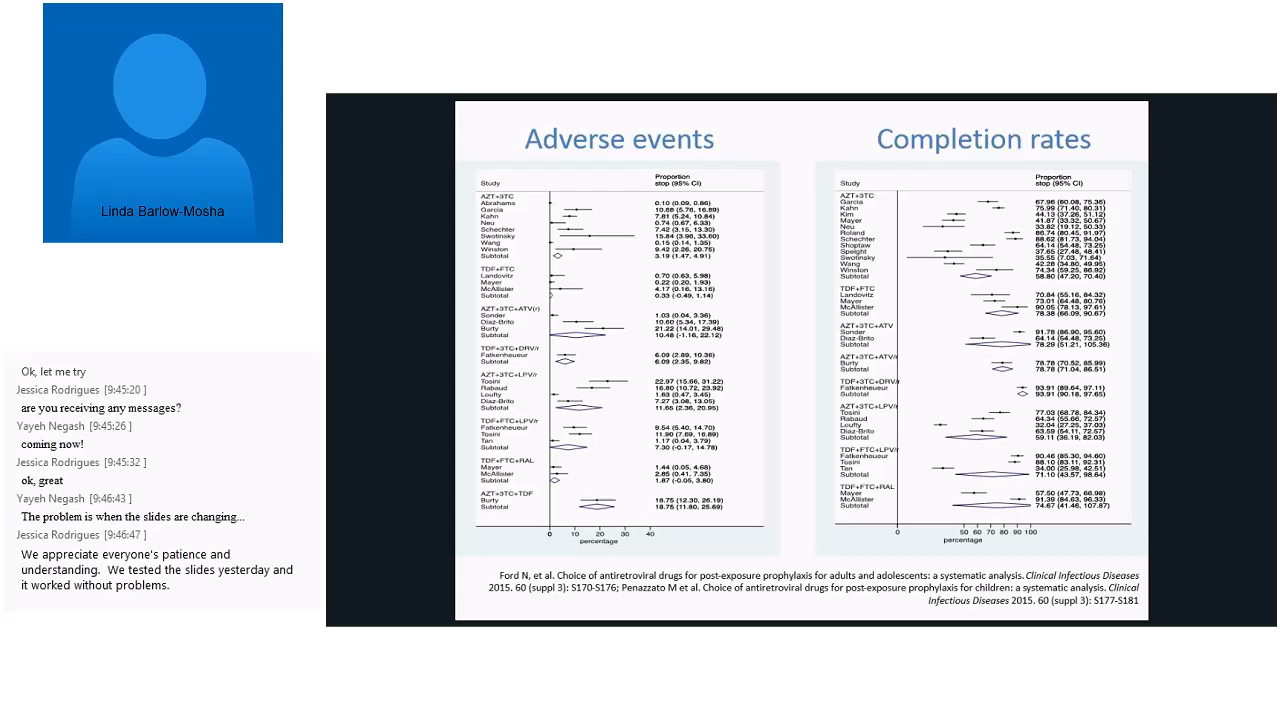 Linda Barlow-Mosha
Ok, let me try
Jessica Rodrigues [9:45:20 ]
are you receiving any messages?
Yayeh Negash [9:45:26 ]
coming now!
Jessica Rodrigues [9:45:32 ]
ok, great
Yayeh Negash [9:46:43 ]
The problem is when the slides are changing...
Jessica Rodrigues [9:46:47 ]
We appreciate everyone's patience and
understanding. We tested the slides yesterday and
it worked without problems.
Adverse events
Proportion
Study stop (95% CI)
AZT+3TC
Abrahams 0.10 (0.09, 0.86)
Garcia 10.68 (5.76, 16.89)
Kahn 7.81 (5.24, 10.84)
Neu 0.74 (0.67, 6.33)
Schechter 7.42 (3.15, 13.30)
Swotinsky 15.84 (3.96, 33.60)
Wang 0.15 (0.14, 1.35)
Winston 9.42 (2.26, 20.75)
Subtotal 3.19 (1.47, 4.91)
TDF+FTC
Landovitz 0.70 (0.63, 5.98)
Mayer 0.22 (0.20, 1.93)
McAllister 4.17 (0.16, 13.16)
Subtotal 0.33 (-0.49, 1.14)
AZT+3TC+ATV(r)
Sonder 1.03 (0.04, 3.36)
Diaz-Brito 10.60 (5.34, 17.39)
Burty 21.22 (14.01, 29.48)
Subtotal 10.48 (-1.16, 22.12)
TDF+3TC+DRV/r
Fatkenheueur 6.09 (2.89, 10.36)
Subtotal 6.09 (2.35, 9.82)
AZT+3TC+LPV/r
Tosini 22.97 (15.66, 31.22)
Rabaud 16.80 (10.72, 23.92)
Loufty 1.63 (0.47, 3.45)
Diaz-Brito 7.27 (3.08, 13.05)
Subtotal 11.66 (2.36, 20.95)
TDF+FTC+LPV/r
Fatkenheueur 9.54 (5.40, 14.70)
Tosini 11.90 (7.69, 16.89)
Tan 1.17 (0.04, 3.79)
Subtotal 7.30 (-0.17, 14.78)
TDF+FTC+RAL
Mayer 1.44 (0.05, 4.68)
McAllister 2.85 (0.41, 7.35)
Subtotal 1.87 (-0.05, 3.80)
AZT+3TC+TDF
Burty 18.75 (12.30, 26.19)
Subtotal 18.75 (11.80, 25.69)
0 10 20 30 40
percentage
Completion rates
Proportion
Study stop (95% CI)
AZT+3TC
Garcia 67.96 (60.08, 75.36)
Kahn 75.99 (71.40, 80.31)
Kim 44.13 (37.26, 51.12)
Mayer 41.87 (33.32, 50.67)
Neu 33.82 (19.12, 50.33)
Roland 86.74 (80.45, 91.97)
Schechter 88.62 (81.73, 94.04)
Shoptaw 64.14 (54.48, 73.25)
Speight 37.65 (27.48, 48.41)
Swotinsky 35.55 (7.03, 71.64)
Wang 42.28 (34.80, 49.95)
Winston 74.34 (59.25, 86.92)
Subtotal 58.80 (47.20, 70.40)
TDF+FTC
Landovitz 70.84 (55.16, 84.32)
Mayer 73.01 (64.48, 80.76)
McAllister 90.05 (78.13, 97.61)
Subtotal 78.38 (66.09, 90.67)
AZT+3TC+ATV
Sonder 91.78 (86.90, 95.60)
Diaz-Brito 64.14 (54.48, 73.25)
Subtotal 78.29 (51.21, 105.36)
AZT+3TC+ATV/r
Burty 78.78 (70.52, 85.99)
Subtotal 78.78 (71.04, 86.51)
TDF+3TC+DRV/r
Fatkenheueur 93.91 (89.64, 97.11)
Subtotal 93.91 (90.18, 97.65)
AZT+3TC+LPV/r
Tosini 77.03 (68.78, 84.34)
Rabaud 64.34 (55.66, 72.57)
Loufty 32.04 (27.25, 37.03)
Diaz-Brito 63.59 (54.11, 72.57)
Subtotal 59.11 (36.19, 82.03)
TDF+FTC+LPV/r
Fatkenheueur 90.46 (85.30, 94.60)
Tosini 88.10 (83.11, 92.31)
Tan 34.00 (25.98, 42.51)
Subtotal 71.10 (43.57, 98.64)
TDF+FTC+RAL
Mayer 57.50 (47.73, 66.98)
McAllister 91.39 (84.63, 96.33)
Subtotal 74.67 (41.46, 107.87)
0 50 60 70 80 90 100
percentage
Ford N, et al. Choice of antiretroviral drugs for post-exposure prophylaxis for adults and adolescents: a systematic analysis. Clinical Infectious Diseases
2015. 60 (suppl 3): S170-S176; Penazzato M et al. Choice of antiretroviral drugs for post-exposure prophylaxis for children: a systematic analysis. Clinical
Infectious Diseases 2015. 60 (suppl 3): S177-S181